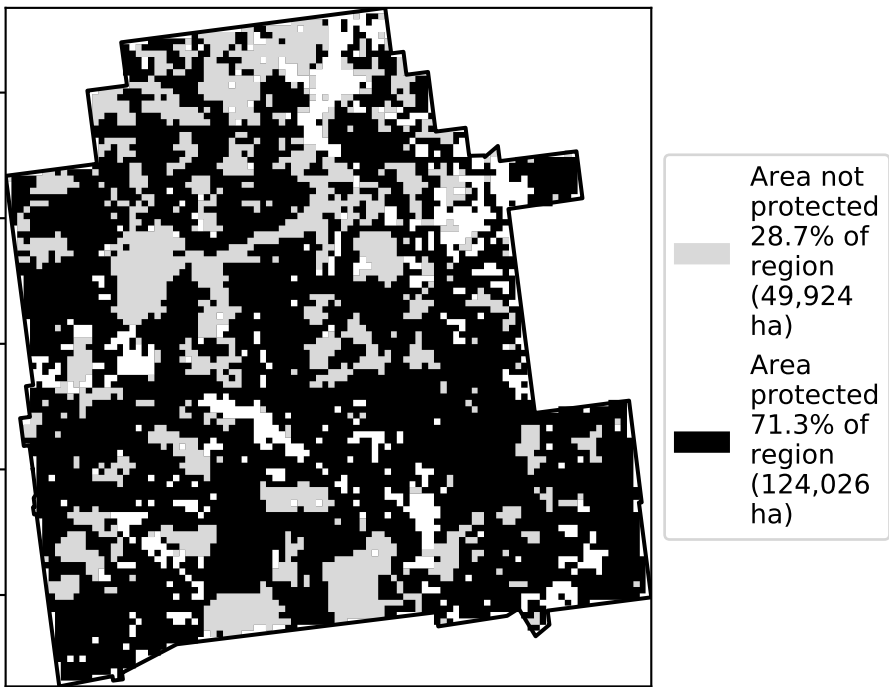 Area not
protected
28.7% of
region
(49,924
ha)
Area
protected
71.3% of
region
(124,026
ha)